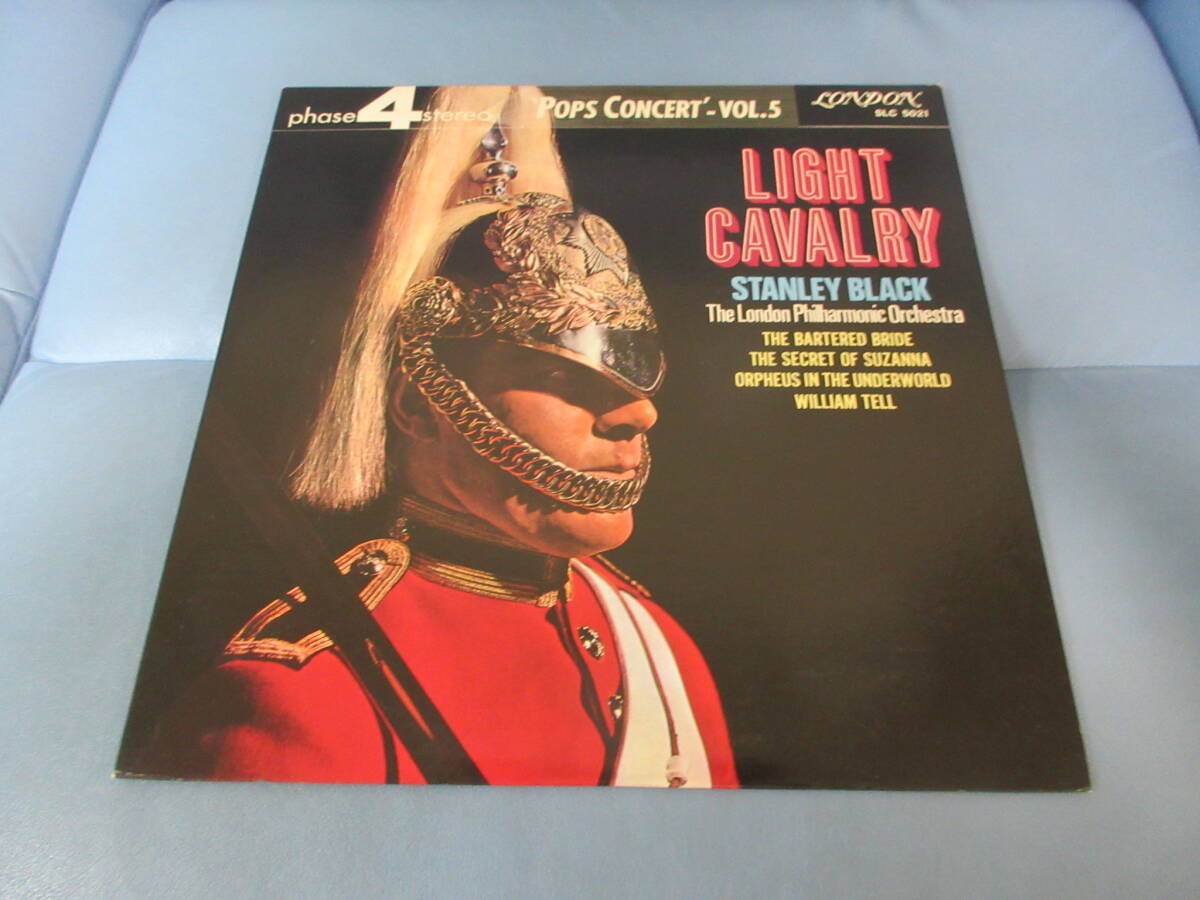 phase 4 stereo 'POPS CONCERT' - VOL.5 LONDON
SLC 5021
LIGHT
CAVALRY
STANLEY BLACK
The London Philharmonic Orchestra
THE BARTERED BRIDE
THE SECRET OF SUZANNA
ORPHEUS IN THE UNDERWORLD
WILLIAM TELL